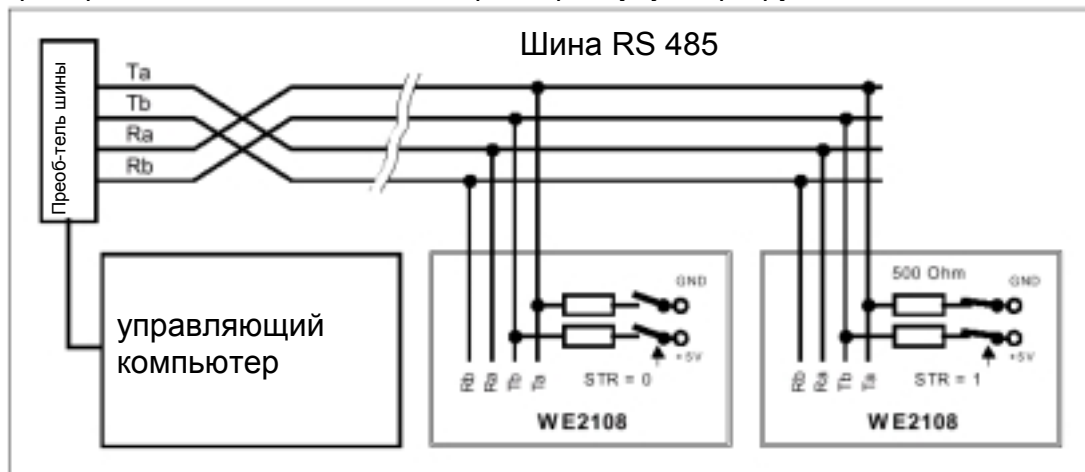 Шина RS 485
Преоб-тель шины
Ta
Tb
Ra
Rb
управляющий
компьютер
GND
+5V
Rb
Ra
Tb
Ta
STR = 0
WE2108
500 Ohm
GND
+5V
Rb
Ra
Tb
Ta
STR = 1
WE2108